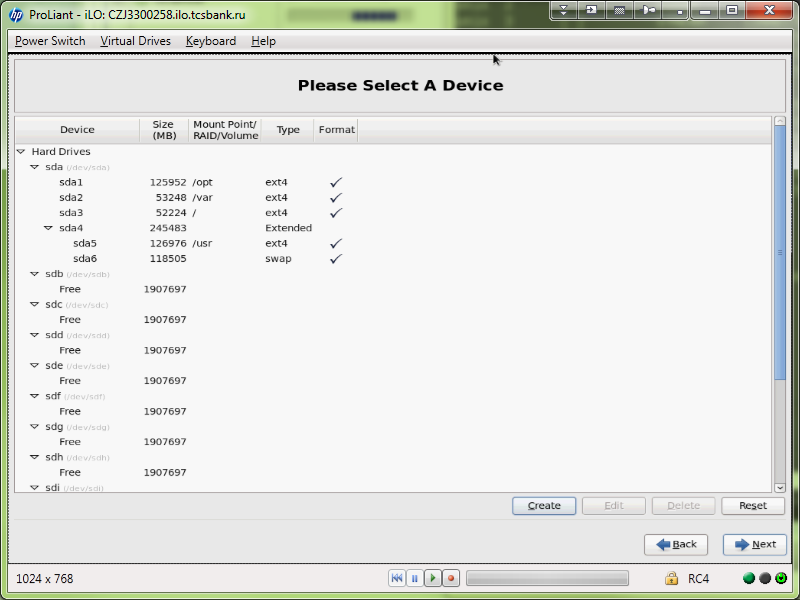 ProLiant - iLO: CZJ3300258.ilo.tcsbank.ru
Power Switch Virtual Drives Keyboard Help
Please Select A Device
Device Size (MB) Mount Point/ RAID/Volume Type Format
Hard Drives
sda (/dev/sda)
sda1 125952 /opt ext4 ✓
sda2 53248 /var ext4 ✓
sda3 52224 / ext4 ✓
sda4 245483 Extended
sda5 126976 /usr ext4 ✓
sda6 118505 swap ✓
sdb (/dev/sdb)
Free 1907697
sdc (/dev/sdc)
Free 1907697
sdd (/dev/sdd)
Free 1907697
sde (/dev/sde)
Free 1907697
sdf (/dev/sdf)
Free 1907697
sdg (/dev/sdg)
Free 1907697
sdh (/dev/sdh)
Free 1907697
sdi (/dev/sdi)
Create Edit Delete Reset
Back Next
1024 x 768 RC4